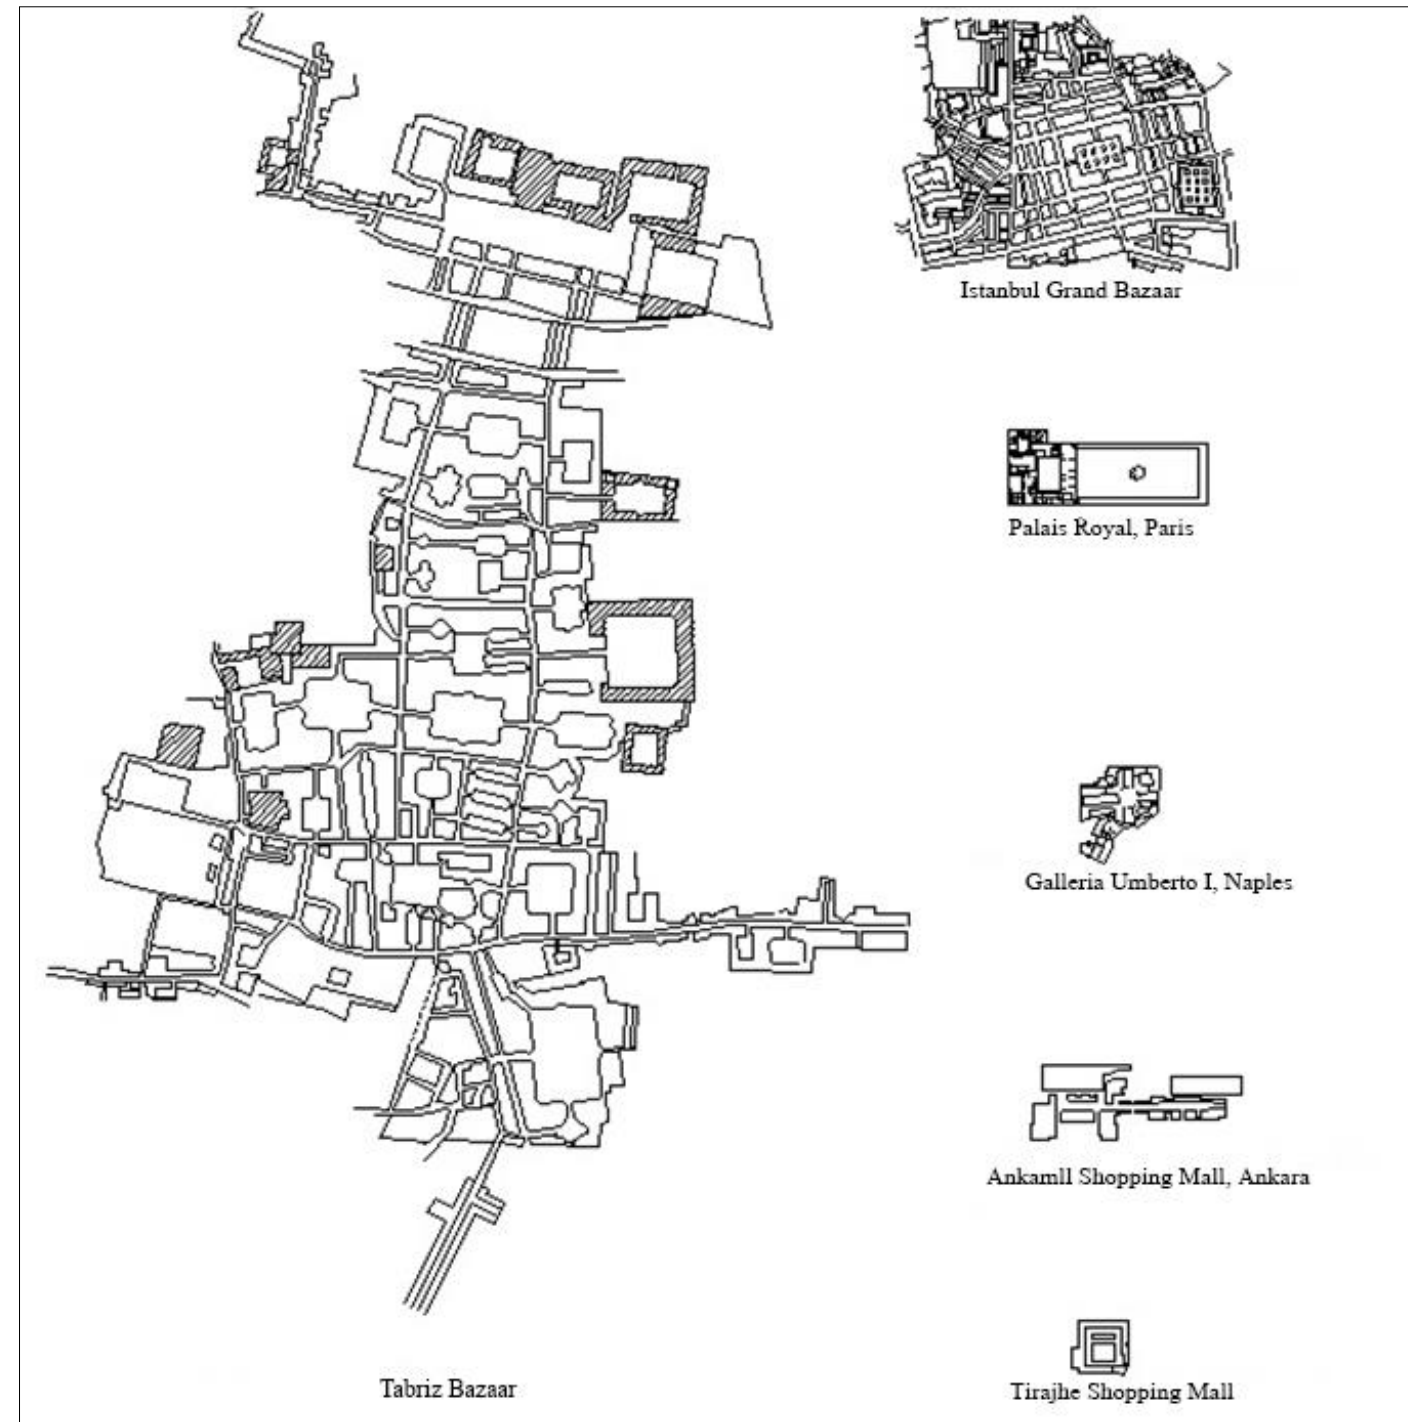 Istanbul Grand Bazaar
Palais Royal, Paris
Galleria Umberto I, Naples
Ankamll Shopping Mall, Ankara
Tirajhe Shopping Mall
Tabriz Bazaar